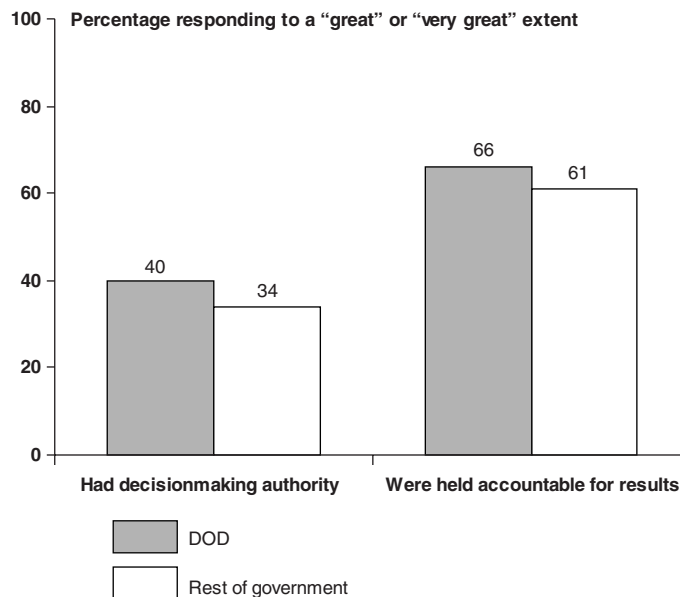 Percentage responding to a “great” or “very great” extent
100
80
60
40
20
0
40
34
66
61
Had decisionmaking authority
Were held accountable for results
DOD
Rest of government